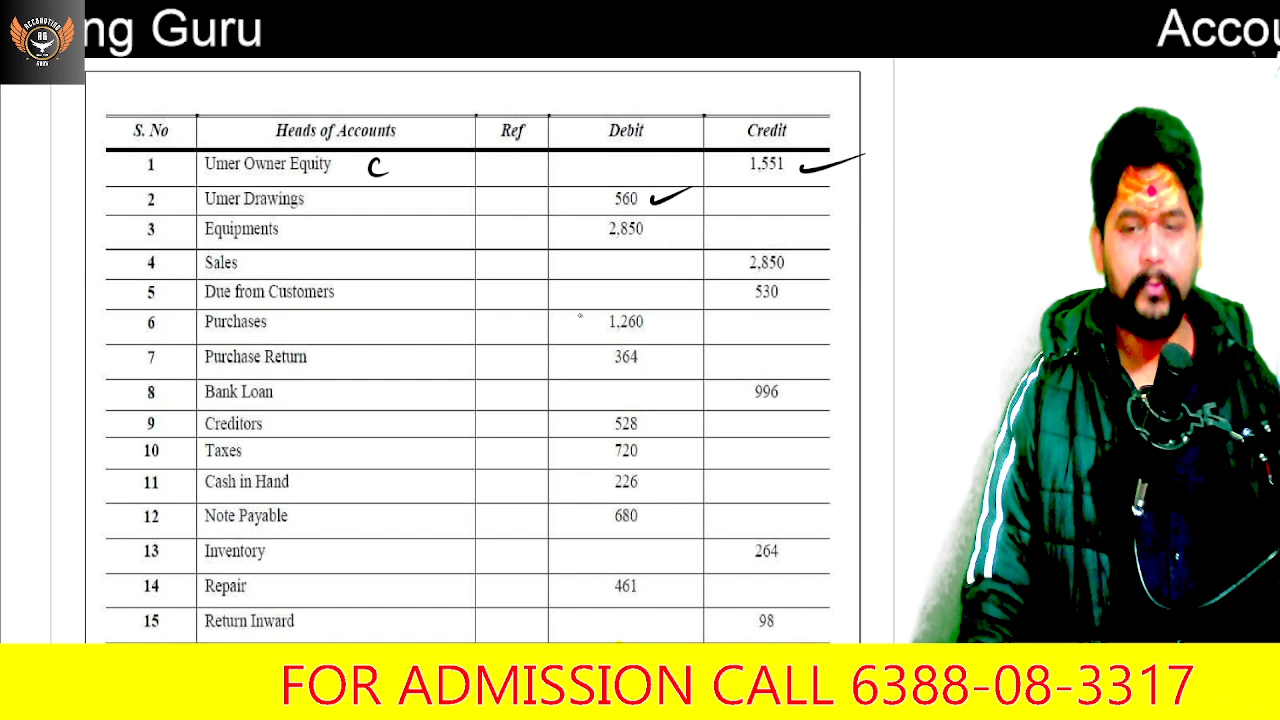 ng Guru
Accou
ACCOUNTING
AG
GURU
S. No Heads of Accounts Ref Debit Credit
1 Umer Owner Equity C 1,551
2 Umer Drawings 560
3 Equipments 2,850
4 Sales 2,850
5 Due from Customers 530
6 Purchases 1,260
7 Purchase Return 364
8 Bank Loan 996
9 Creditors 528
10 Taxes 720
11 Cash in Hand 226
12 Note Payable 680
13 Inventory 264
14 Repair 461
15 Return Inward 98
FOR ADMISSION CALL 6388-08-3317